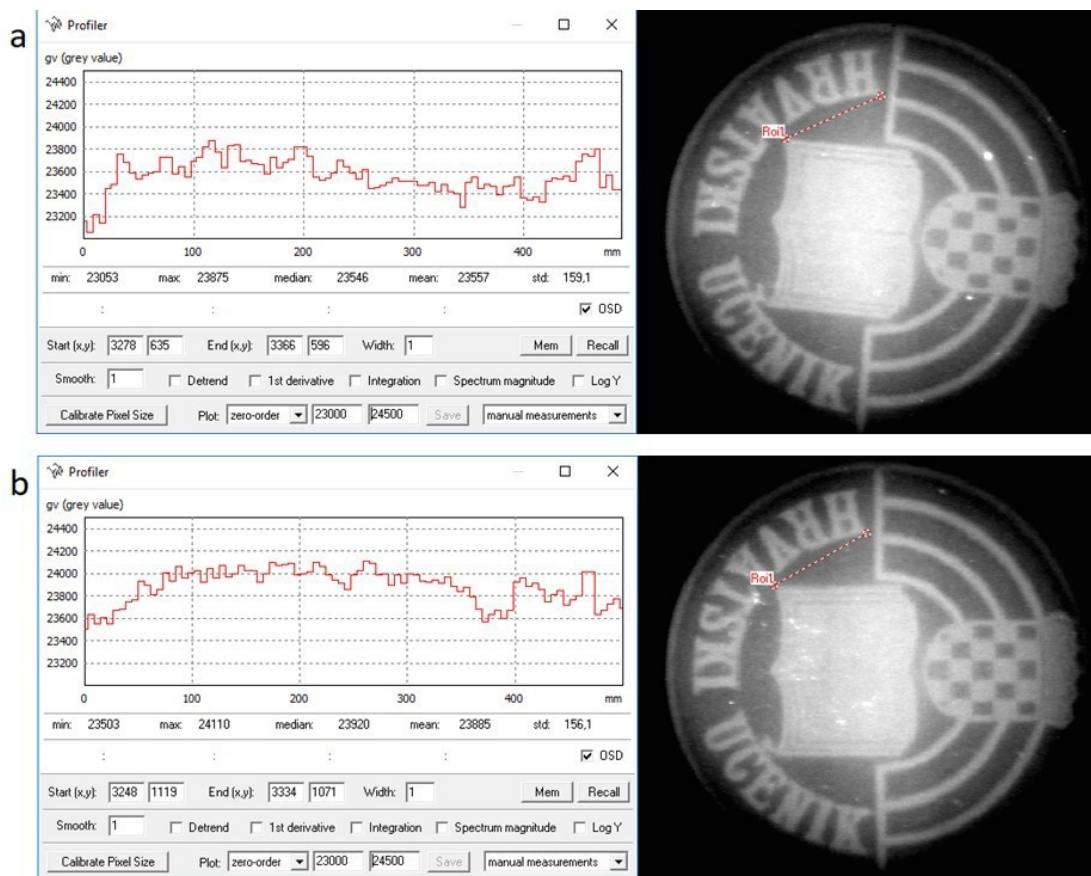 a
Profiler
gv (grey value)
24400
24200
24000
23800
23600
23400
23200
0 100 200 300 400 mm
min: 23053 max: 23875 median: 23546 mean: 23557 std: 159,1
: : : : OSD
Start (x,y): 3278 635 End (x,y): 3366 596 Width: 1 Mem Recall
Smooth: 1 Detrend 1st derivative Integration Spectrum magnitude Log Y
Calibrate Pixel Size Plot: zero-order 23000 24500 Save manual measurements
Roi1
UČENIK
b
Profiler
gv (grey value)
24400
24200
24000
23800
23600
23400
23200
0 100 200 300 400 mm
min: 23503 max: 24110 median: 23920 mean: 23885 std: 156,1
: : : : OSD
Start (x,y): 3248 1119 End (x,y): 3334 1071 Width: 1 Mem Recall
Smooth: 1 Detrend 1st derivative Integration Spectrum magnitude Log Y
Calibrate Pixel Size Plot: zero-order 23000 24500 Save manual measurements
Roi1
UČENIK